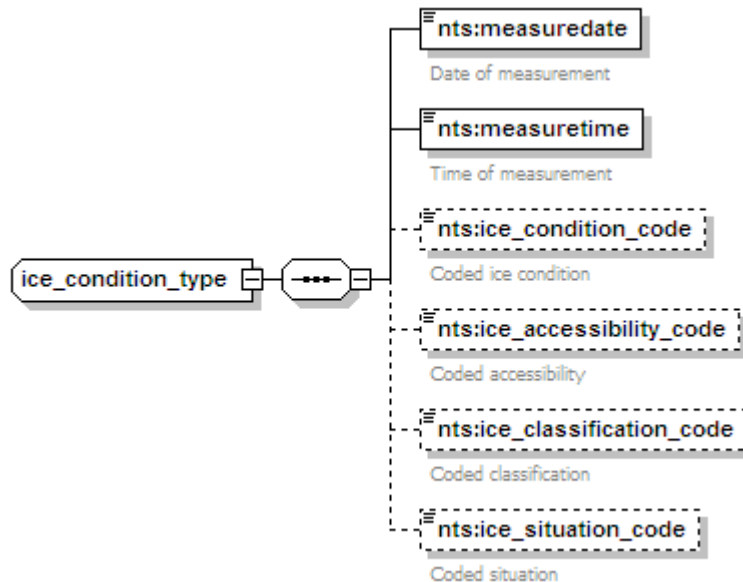 nts:measuredate
Date of measurement
nts:measuretime
Time of measurement
nts:ice_condition_code
Coded ice condition
ice_condition_type
nts:ice_accessibility_code
Coded accessibility
nts:ice_classification_code
Coded classification
nts:ice_situation_code
Coded situation